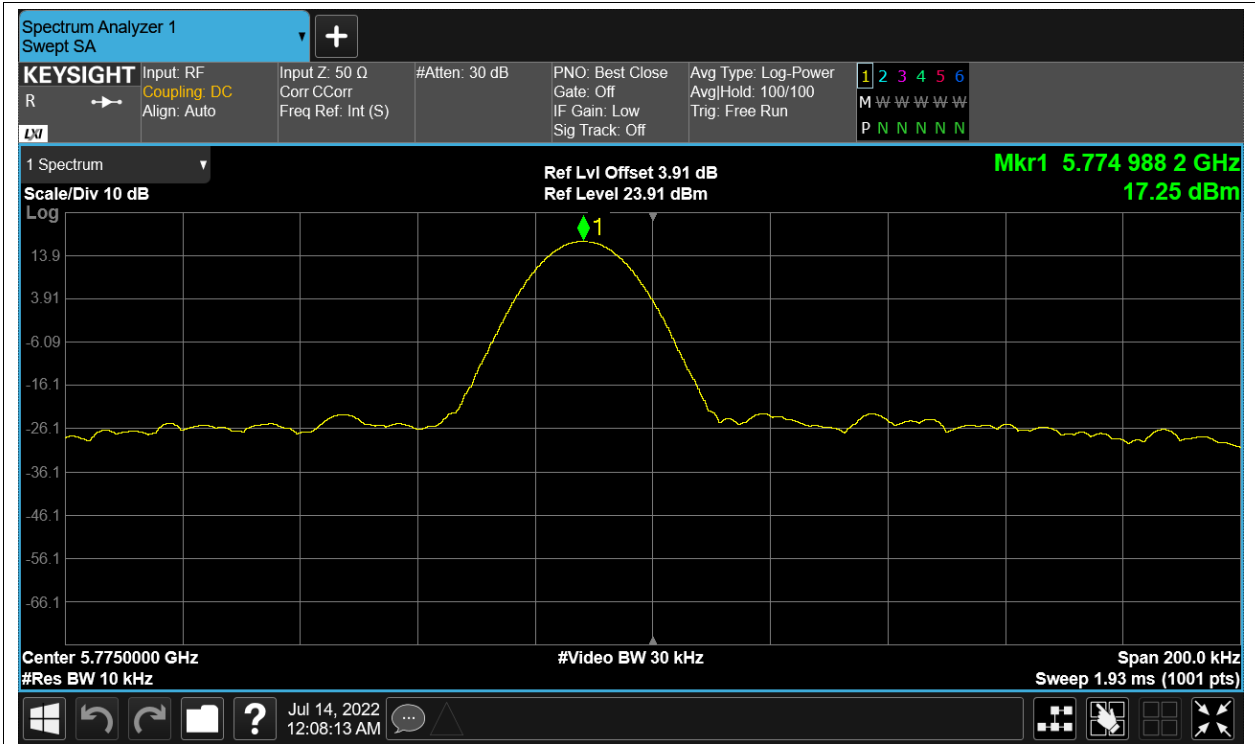 Spectrum Analyzer 1
Swept SA
KEYSIGHT
R
LXI
Input: RF
Coupling: DC
Align: Auto
Input Z: 50 Ω
Corr CCorr
Freq Ref: Int (S)
#Atten: 30 dB
PNO: Best Close
Gate: Off
IF Gain: Low
Sig Track: Off
Avg Type: Log-Power
Avg|Hold: 100/100
Trig: Free Run
1 2 3 4 5 6
M W W W W W
P N N N N N
1 Spectrum
Scale/Div 10 dB
Log
Ref Lvl Offset 3.91 dB
Ref Level 23.91 dBm
Mkr1 5.774 988 2 GHz
17.25 dBm
1
13.9
3.91
-6.09
-16.1
-26.1
-36.1
-46.1
-56.1
-66.1
Center 5.7750000 GHz
#Res BW 10 kHz
#Video BW 30 kHz
Span 200.0 kHz
Sweep 1.93 ms (1001 pts)
?
Jul 14, 2022
12:08:13 AM